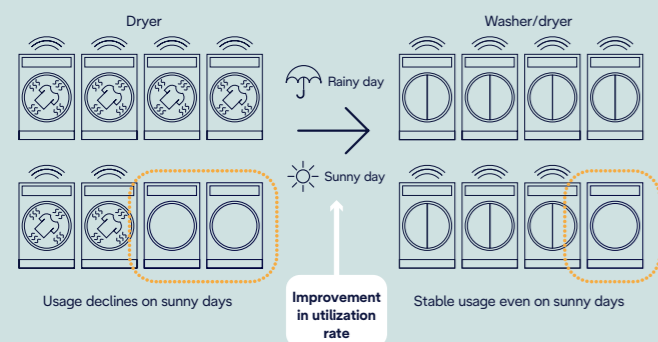 Dryer
Washer/dryer
Rainy day
Sunny day
Usage declines on sunny days
Improvement
in utilization
rate
Stable usage even on sunny days